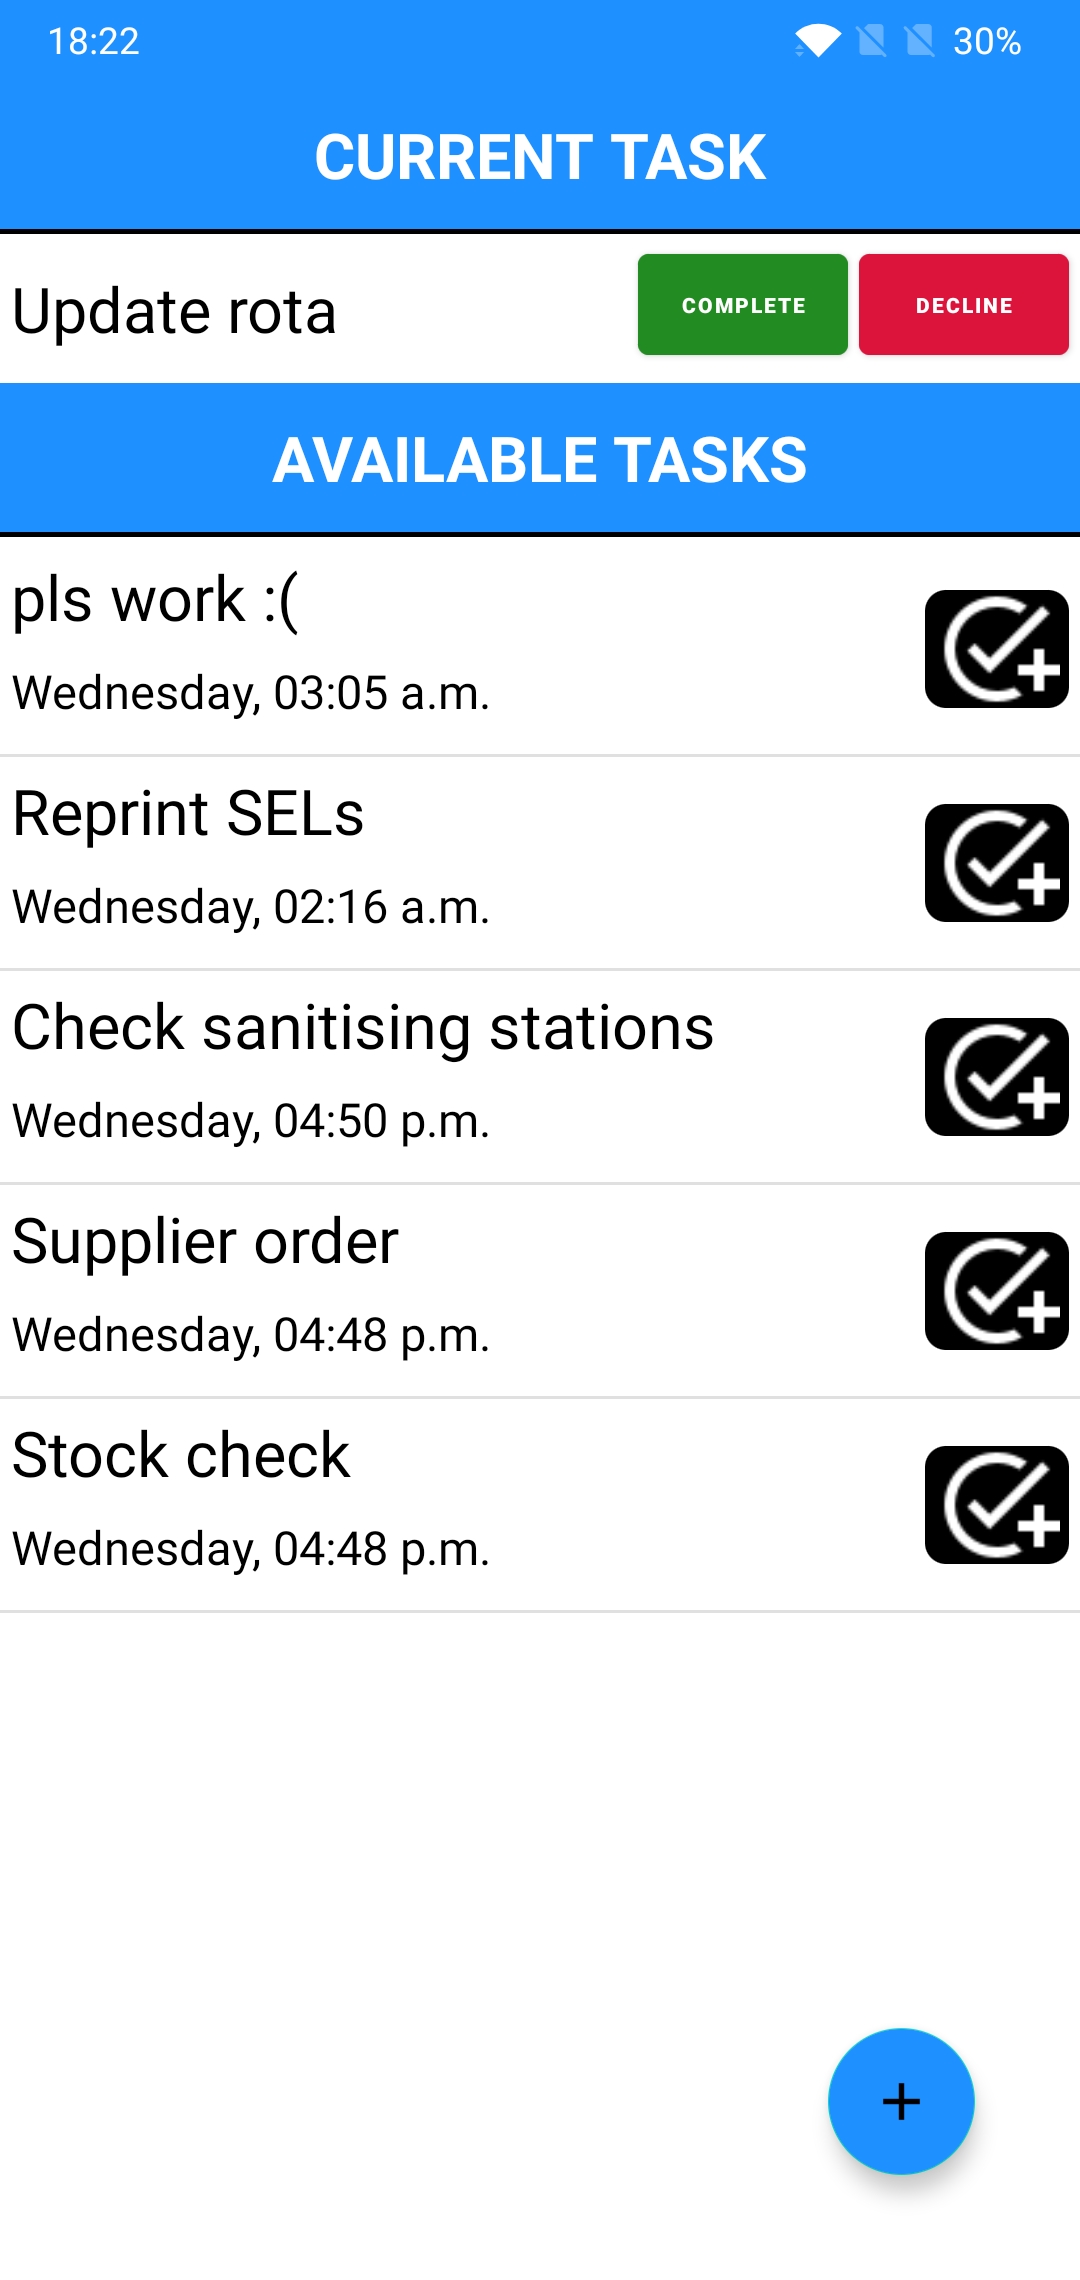 18:22 30%
CURRENT TASK
Update rota COMPLETE DECLINE
AVAILABLE TASKS
pls work :(
Wednesday, 03:05 a.m.
Reprint SELs
Wednesday, 02:16 a.m.
Check sanitising stations
Wednesday, 04:50 p.m.
Supplier order
Wednesday, 04:48 p.m.
Stock check
Wednesday, 04:48 p.m.